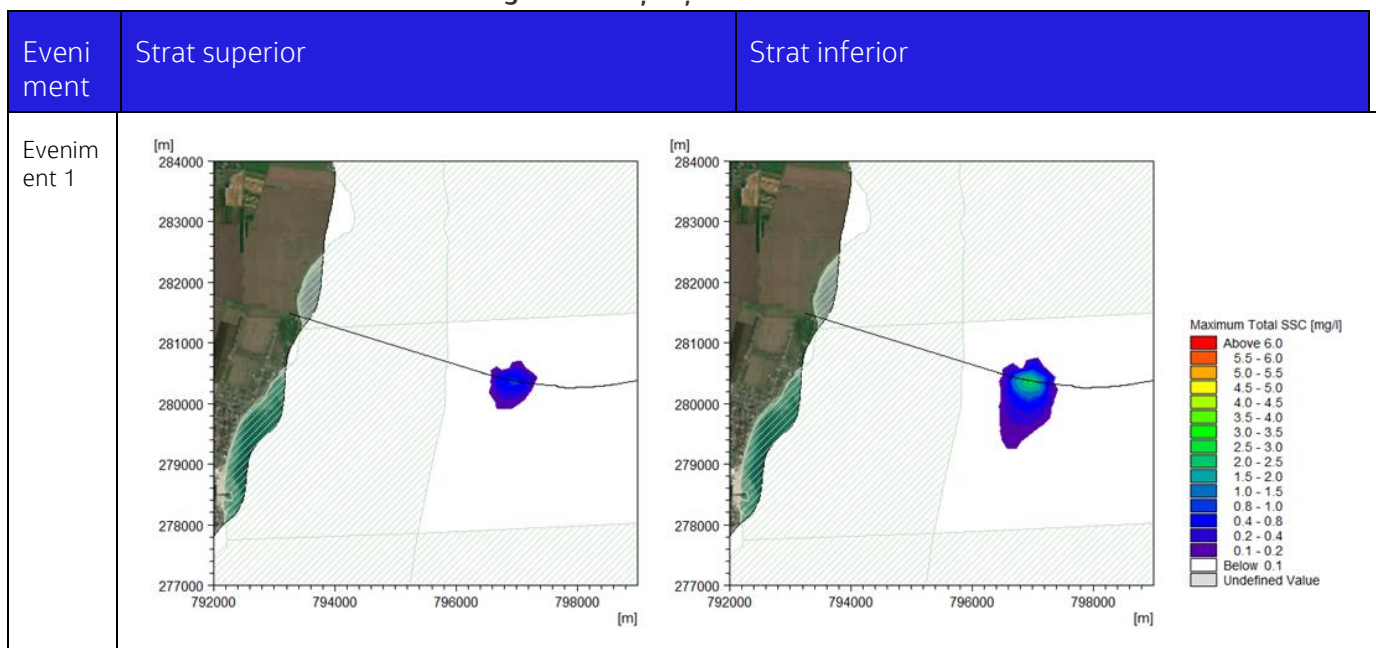 Eveni
ment
Strat superior
Strat inferior
Evenim
ent 1
[m]
284000
283000
282000
281000
280000
279000
278000
277000
792000 794000 796000 798000
[m]
[m]
284000
283000
282000
281000
280000
279000
278000
277000
792000 794000 796000 798000
[m]
Maximum Total SSC [mg/l]
Above 6.0
5.5 - 6.0
5.0 - 5.5
4.5 - 5.0
4.0 - 4.5
3.5 - 4.0
3.0 - 3.5
2.5 - 3.0
2.0 - 2.5
1.5 - 2.0
1.0 - 1.5
0.8 - 1.0
0.4 - 0.8
0.2 - 0.4
0.1 - 0.2
Below 0.1
Undefined Value